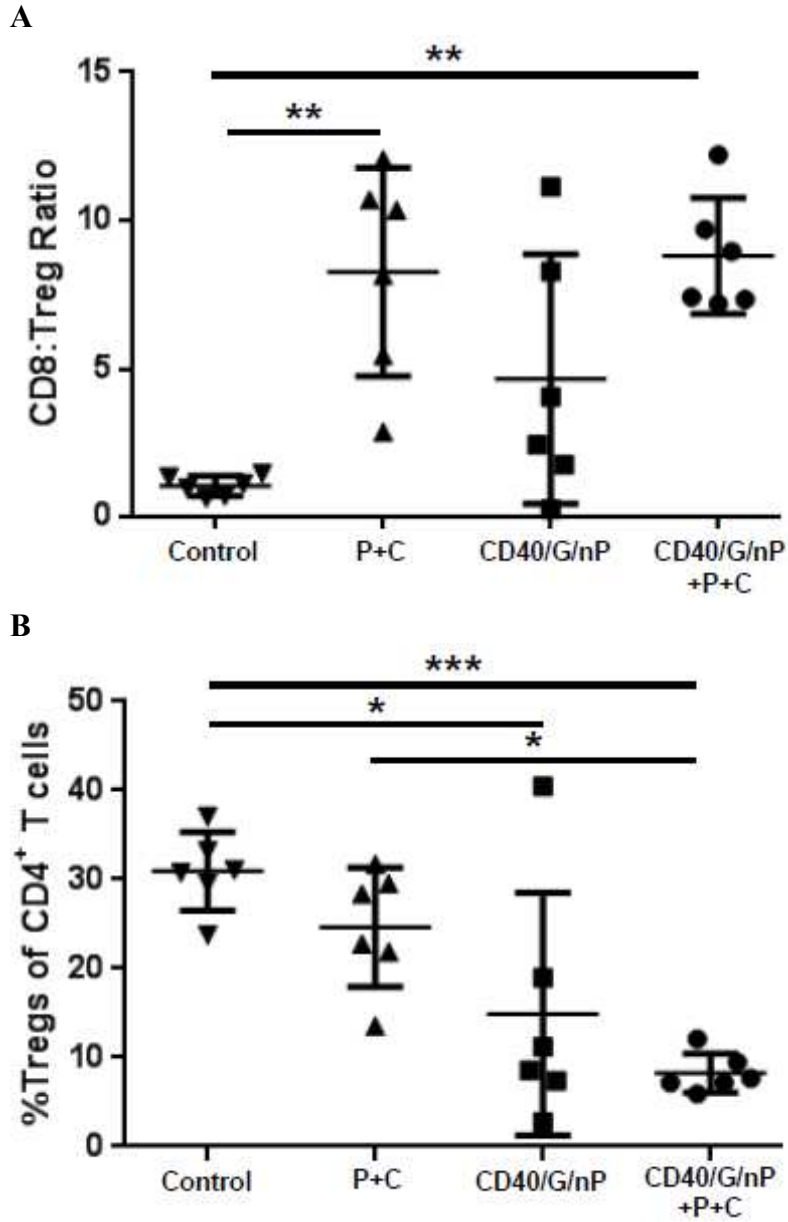 A
**
**
15
10
5
0
CD8:Treg Ratio
Control P+C CD40/G/nP CD40/G/nP
+P+C
B
***
*
*
50
40
30
20
10
0
%Tregs of CD4⁺ T cells
Control P+C CD40/G/nP CD40/G/nP
+P+C